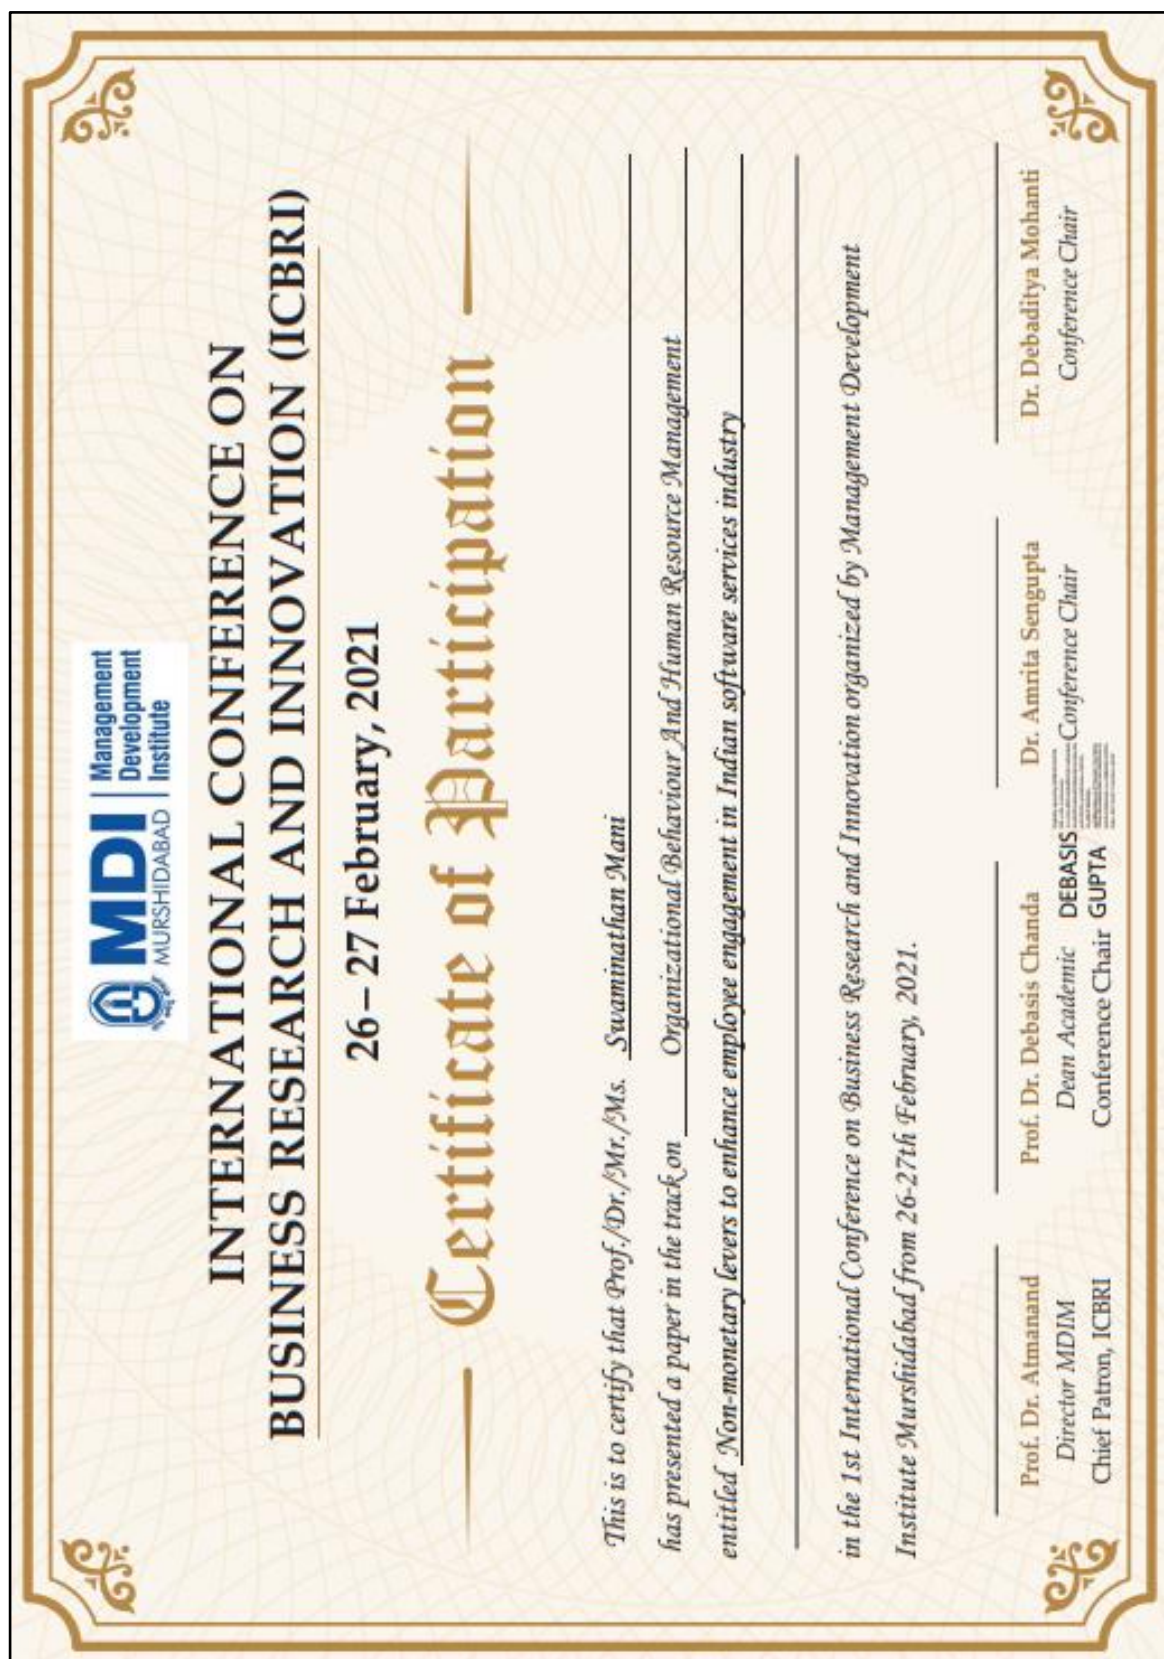 MDI
MURSHIDABAD
Management
Development
Institute
INTERNATIONAL CONFERENCE ON
BUSINESS RESEARCH AND INNOVATION (ICBRI)
26–27 February, 2021
Certificate of Participation
This is to certify that Prof./Dr./Mr./Ms. Swaminathan Mani
has presented a paper in the track on Organizational Behaviour And Human Resource Management
entitled Non-monetary levers to enhance employee engagement in Indian software services industry
in the 1st International Conference on Business Research and Innovation organized by Management Development
Institute Murshidabad from 26-27th February, 2021.
Prof. Dr. Atmanand
Director MDIM
Chief Patron, ICBRI
Prof. Dr. Debasis Chanda
Dean Academic
Conference Chair
DEBASIS
GUPTA
Dr. Amrita Sengupta
Conference Chair
Dr. Debaditya Mohanti
Conference Chair